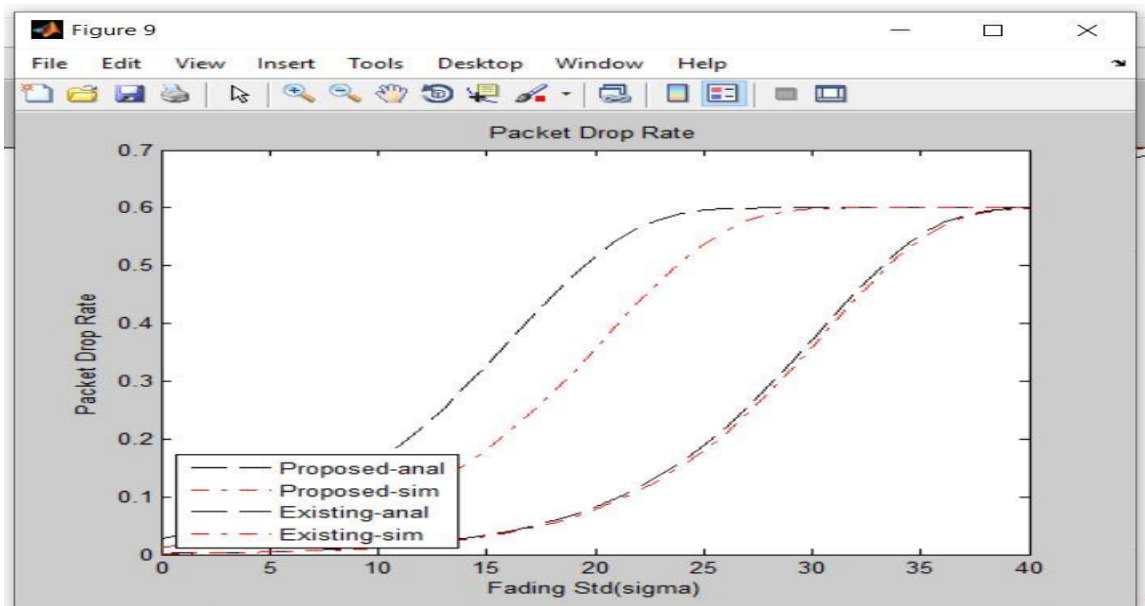 Figure 9
File Edit View Insert Tools Desktop Window Help
Packet Drop Rate
Packet Drop Rate
0.7
0.6
0.5
0.4
0.3
0.2
0.1
0
Proposed-anal
Proposed-sim
Existing-anal
Existing-sim
0 5 10 15 20 25 30 35 40
Fading Std(sigma)